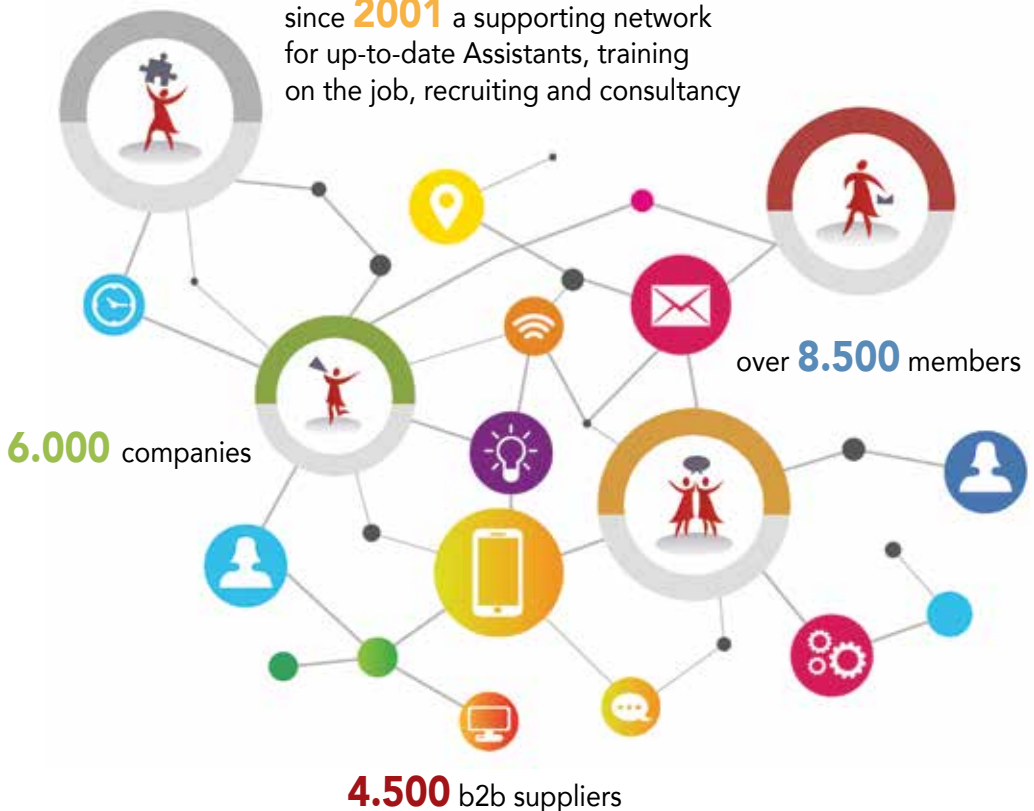 since 2001 a supporting network
for up-to-date Assistants, training
on the job, recruiting and consultancy
over 8.500 members
6.000 companies
4.500 b2b suppliers